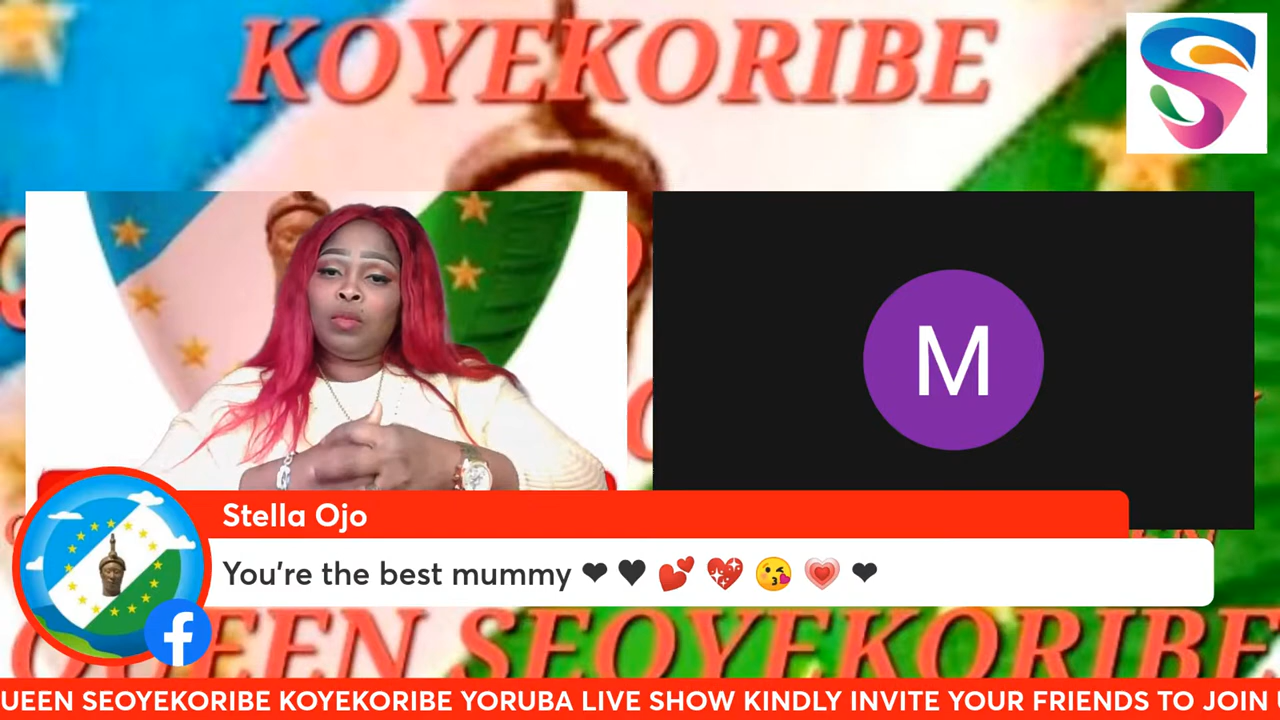 KOYEKORIBE
S
M
Stella Ojo
You're the best mummy ❤ ♥ 💕 💖 😘 💗 ❤
f
QUEEN SEOYEKORIBE
UEEN SEOYEKORIBE KOYEKORIBE YORUBA LIVE SHOW KINDLY INVITE YOUR FRIENDS TO JOIN